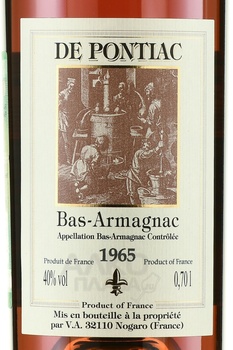 DE PONTIAC
Bas-Armagnac
Appellation Bas-Armagnac Contrôlée
Produit de France 1965 Product of France
40% vol 0,70 l
Product of France
Mis en bouteille à la propriété
par V.A. 32110 Nogaro (France)